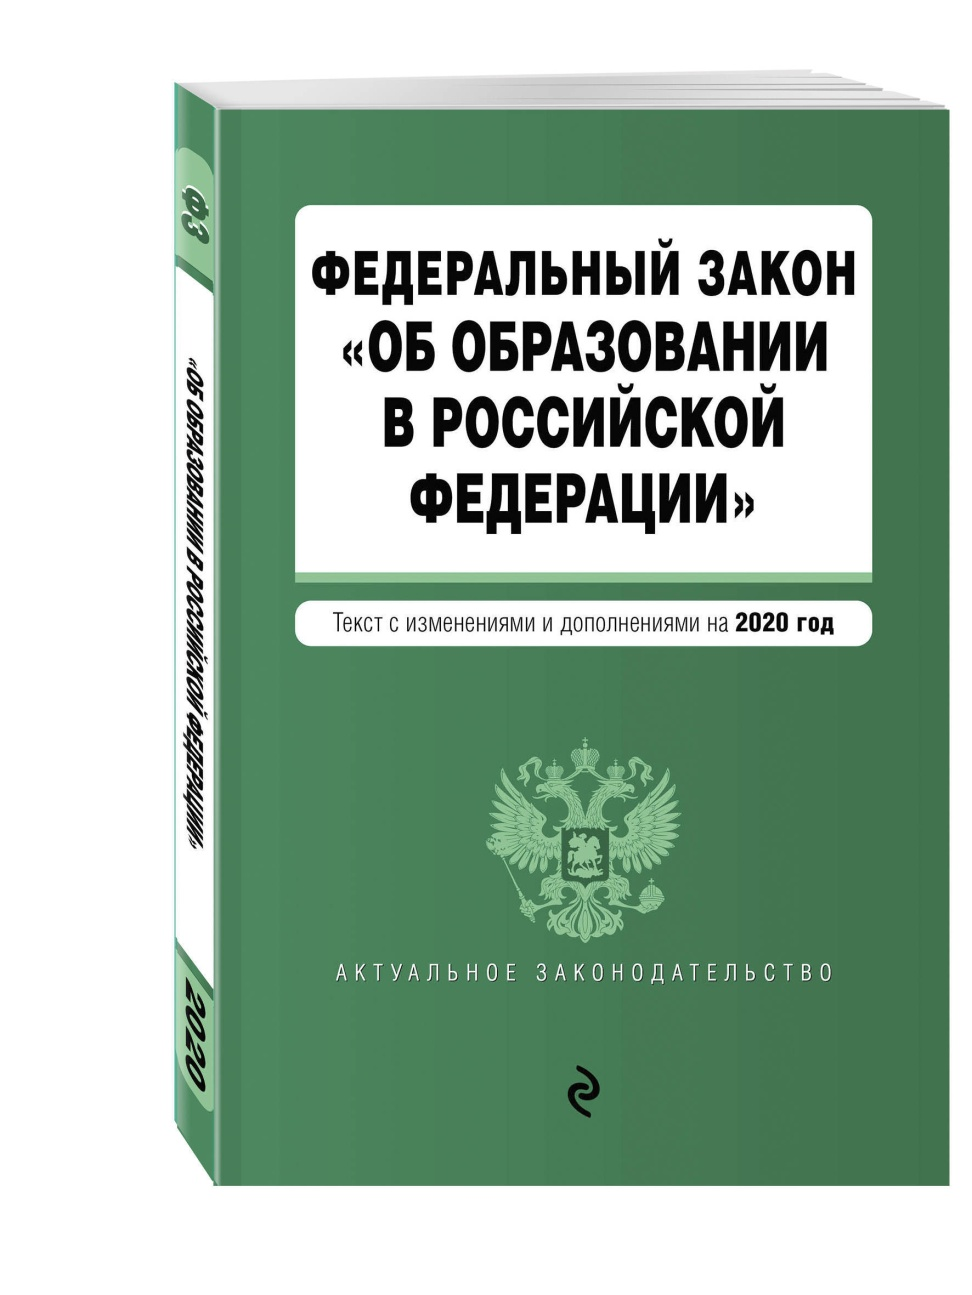 ФЕДЕРАЛЬНЫЙ ЗАКОН
«ОБ ОБРАЗОВАНИИ
В РОССИЙСКОЙ
ФЕДЕРАЦИИ»
Текст с изменениями и дополнениями на 2020 год
АКТУАЛЬНОЕ ЗАКОНОДАТЕЛЬСТВО
ФЗ
«ОБ ОБРАЗОВАНИИ В РОССИЙСКОЙ ФЕДЕРАЦИИ»
2020